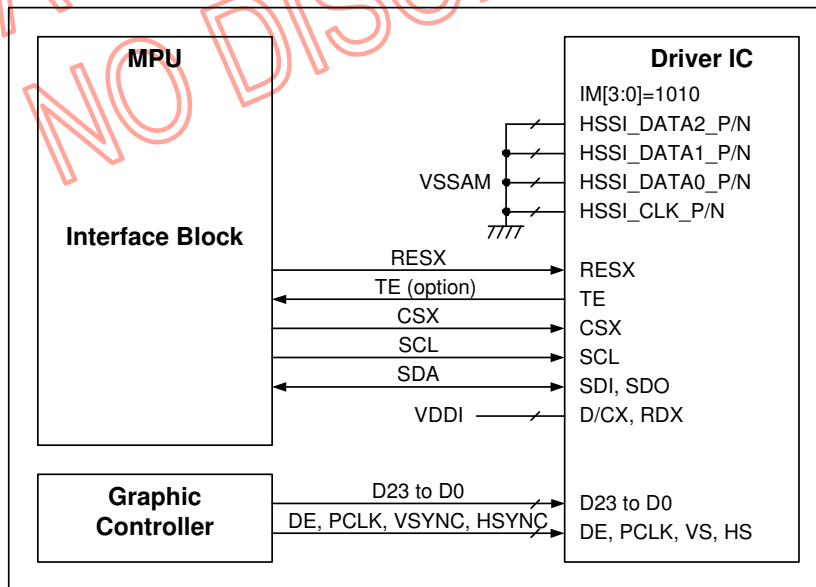 NO DISC
MPU
Interface Block
Driver IC
IM[3:0]=1010
HSSI_DATA2_P/N
HSSI_DATA1_P/N
HSSI_DATA0_P/N
HSSI_CLK_P/N
VSSAM
RESX
RESX
TE (option)
TE
CSX
CSX
SCL
SCL
SDA
SDI, SDO
VDDI
D/CX, RDX
Graphic
Controller
D23 to D0
D23 to D0
DE, PCLK, VSYNC, HSYNC
DE, PCLK, VS, HS